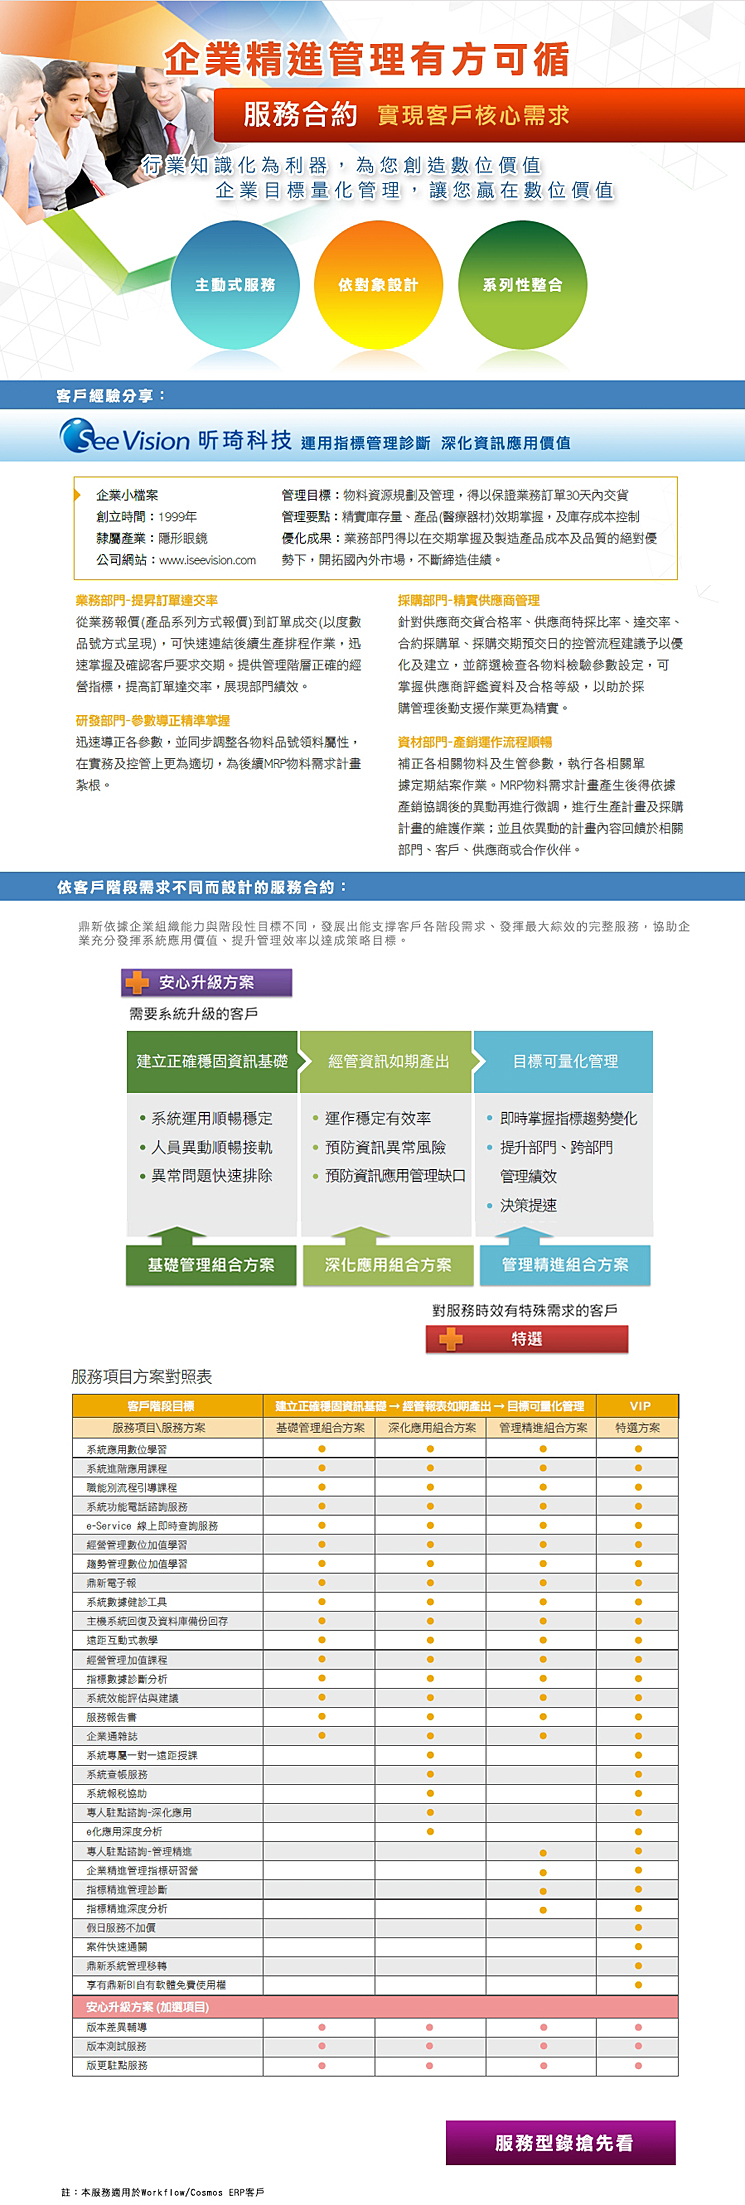 企業精進管理有方可循
服務合約 實現客戶核心需求
行業知識化為利器，為您創造數位價值
企業目標量化管理，讓您贏在數位價值
主動式服務 依對象設計 系列性整合
客戶經驗分享：
See Vision 昕琦科技 運用指標管理診斷 深化資訊應用價值
企業小檔案
創立時間：1999年
隸屬產業：隱形眼鏡
公司網站：www.iseevision.com
管理目標：物料資源規劃及管理，得以保證業務訂單30天內交貨
管理要點：精實庫存量、產品(醫療器材)效期掌握，及庫存成本控制
優化成果：業務部門得以在交期掌握及製造產品成本及品質的絕對優
勢下，開拓國內外市場，不斷締造佳績。
業務部門-提昇訂單達交率
從業務報價(產品系列方式報價)到訂單成交(以度數
品號方式呈現)，可快速連結後續生產排程作業，迅
速掌握及確認客戶要求交期。提供管理階層正確的經
營指標，提高訂單達交率，展現部門績效。
研發部門-參數導正精準掌握
迅速導正各參數，並同步調整各物料品號領料屬性，
在實務及控管上更為適切，為後續MRP物料需求計畫
紮根。
採購部門-精實供應商管理
針對供應商交貨合格率、供應商特採比率、達交率、
合約採購單、採購交期預交日的控管流程建議予以優
化及建立，並篩選檢查各物料檢驗參數設定，可
掌握供應商評鑑資料及合格等級，以助於採
購管理後勤支援作業更為精實。
資材部門-產銷運作流程順暢
補正各相關物料及生管參數，執行各相關單
據定期結案作業。MRP物料需求計畫產生後得依據
產銷協調後的異動再進行微調，進行生產計畫及採購
計畫的維護作業；並且依異動的計畫內容回饋於相關
部門、客戶、供應商或合作伙伴。
依客戶階段需求不同而設計的服務合約：
鼎新依據企業組織能力與階段性目標不同，發展出能支撐客戶各階段需求、發揮最大綜效的完整服務，協助企
業充分發揮系統應用價值、提升管理效率以達成策略目標。
安心升級方案
需要系統升級的客戶
建立正確穩固資訊基礎 經管資訊如期產出 目標可量化管理
• 系統運用順暢穩定
• 人員異動順暢接軌
• 異常問題快速排除
• 運作穩定有效率
• 預防資訊異常風險
• 預防資訊應用管理缺口
• 即時掌握指標趨勢變化
• 提升部門、跨部門
管理績效
• 決策提速
基礎管理組合方案 深化應用組合方案 管理精進組合方案
對服務時效有特殊需求的客戶
特選
服務項目方案對照表
客戶階段目標 建立正確穩固資訊基礎→經管報表如期產出→目標可量化管理 VIP
服務項目\服務方案 基礎管理組合方案 深化應用組合方案 管理精進組合方案 特選方案
系統應用數位學習 ● ● ● ●
系統進階應用課程 ● ● ● ●
職能別流程引導課程 ● ● ● ●
系統功能電話諮詢服務 ● ● ● ●
e-Service 線上即時查詢服務 ● ● ● ●
經營管理數位加值學習 ● ● ● ●
趨勢管理數位加值學習 ● ● ● ●
鼎新電子報 ● ● ● ●
系統數據健診工具 ● ● ● ●
主機系統回復及資料庫備份回存 ● ● ● ●
遠距互動式教學 ● ● ● ●
經營管理加值課程 ● ● ● ●
指標數據診斷分析 ● ● ● ●
系統效能評估與建議 ● ● ● ●
服務報告書 ● ● ● ●
企業通雜誌 ● ● ● ●
系統專屬一對一遠距授課 ● ●
系統查帳服務 ● ●
系統報稅協助 ● ●
專人駐點諮詢-深化應用 ● ●
e化應用深度分析 ● ●
專人駐點諮詢-管理精進 ● ●
企業精進管理指標研習營 ● ●
指標精進管理診斷 ● ●
指標精進深度分析 ● ●
假日服務不加價 ●
案件快速通關 ●
鼎新系統管理移轉 ●
享有鼎新BI自有軟體免費使用權 ●
安心升級方案 (加選項目)
版本差異輔導 ● ● ● ●
版本測試服務 ● ● ● ●
版更駐點服務 ● ● ● ●
服務型錄搶先看
註：本服務適用於Workflow/Cosmos ERP客戶